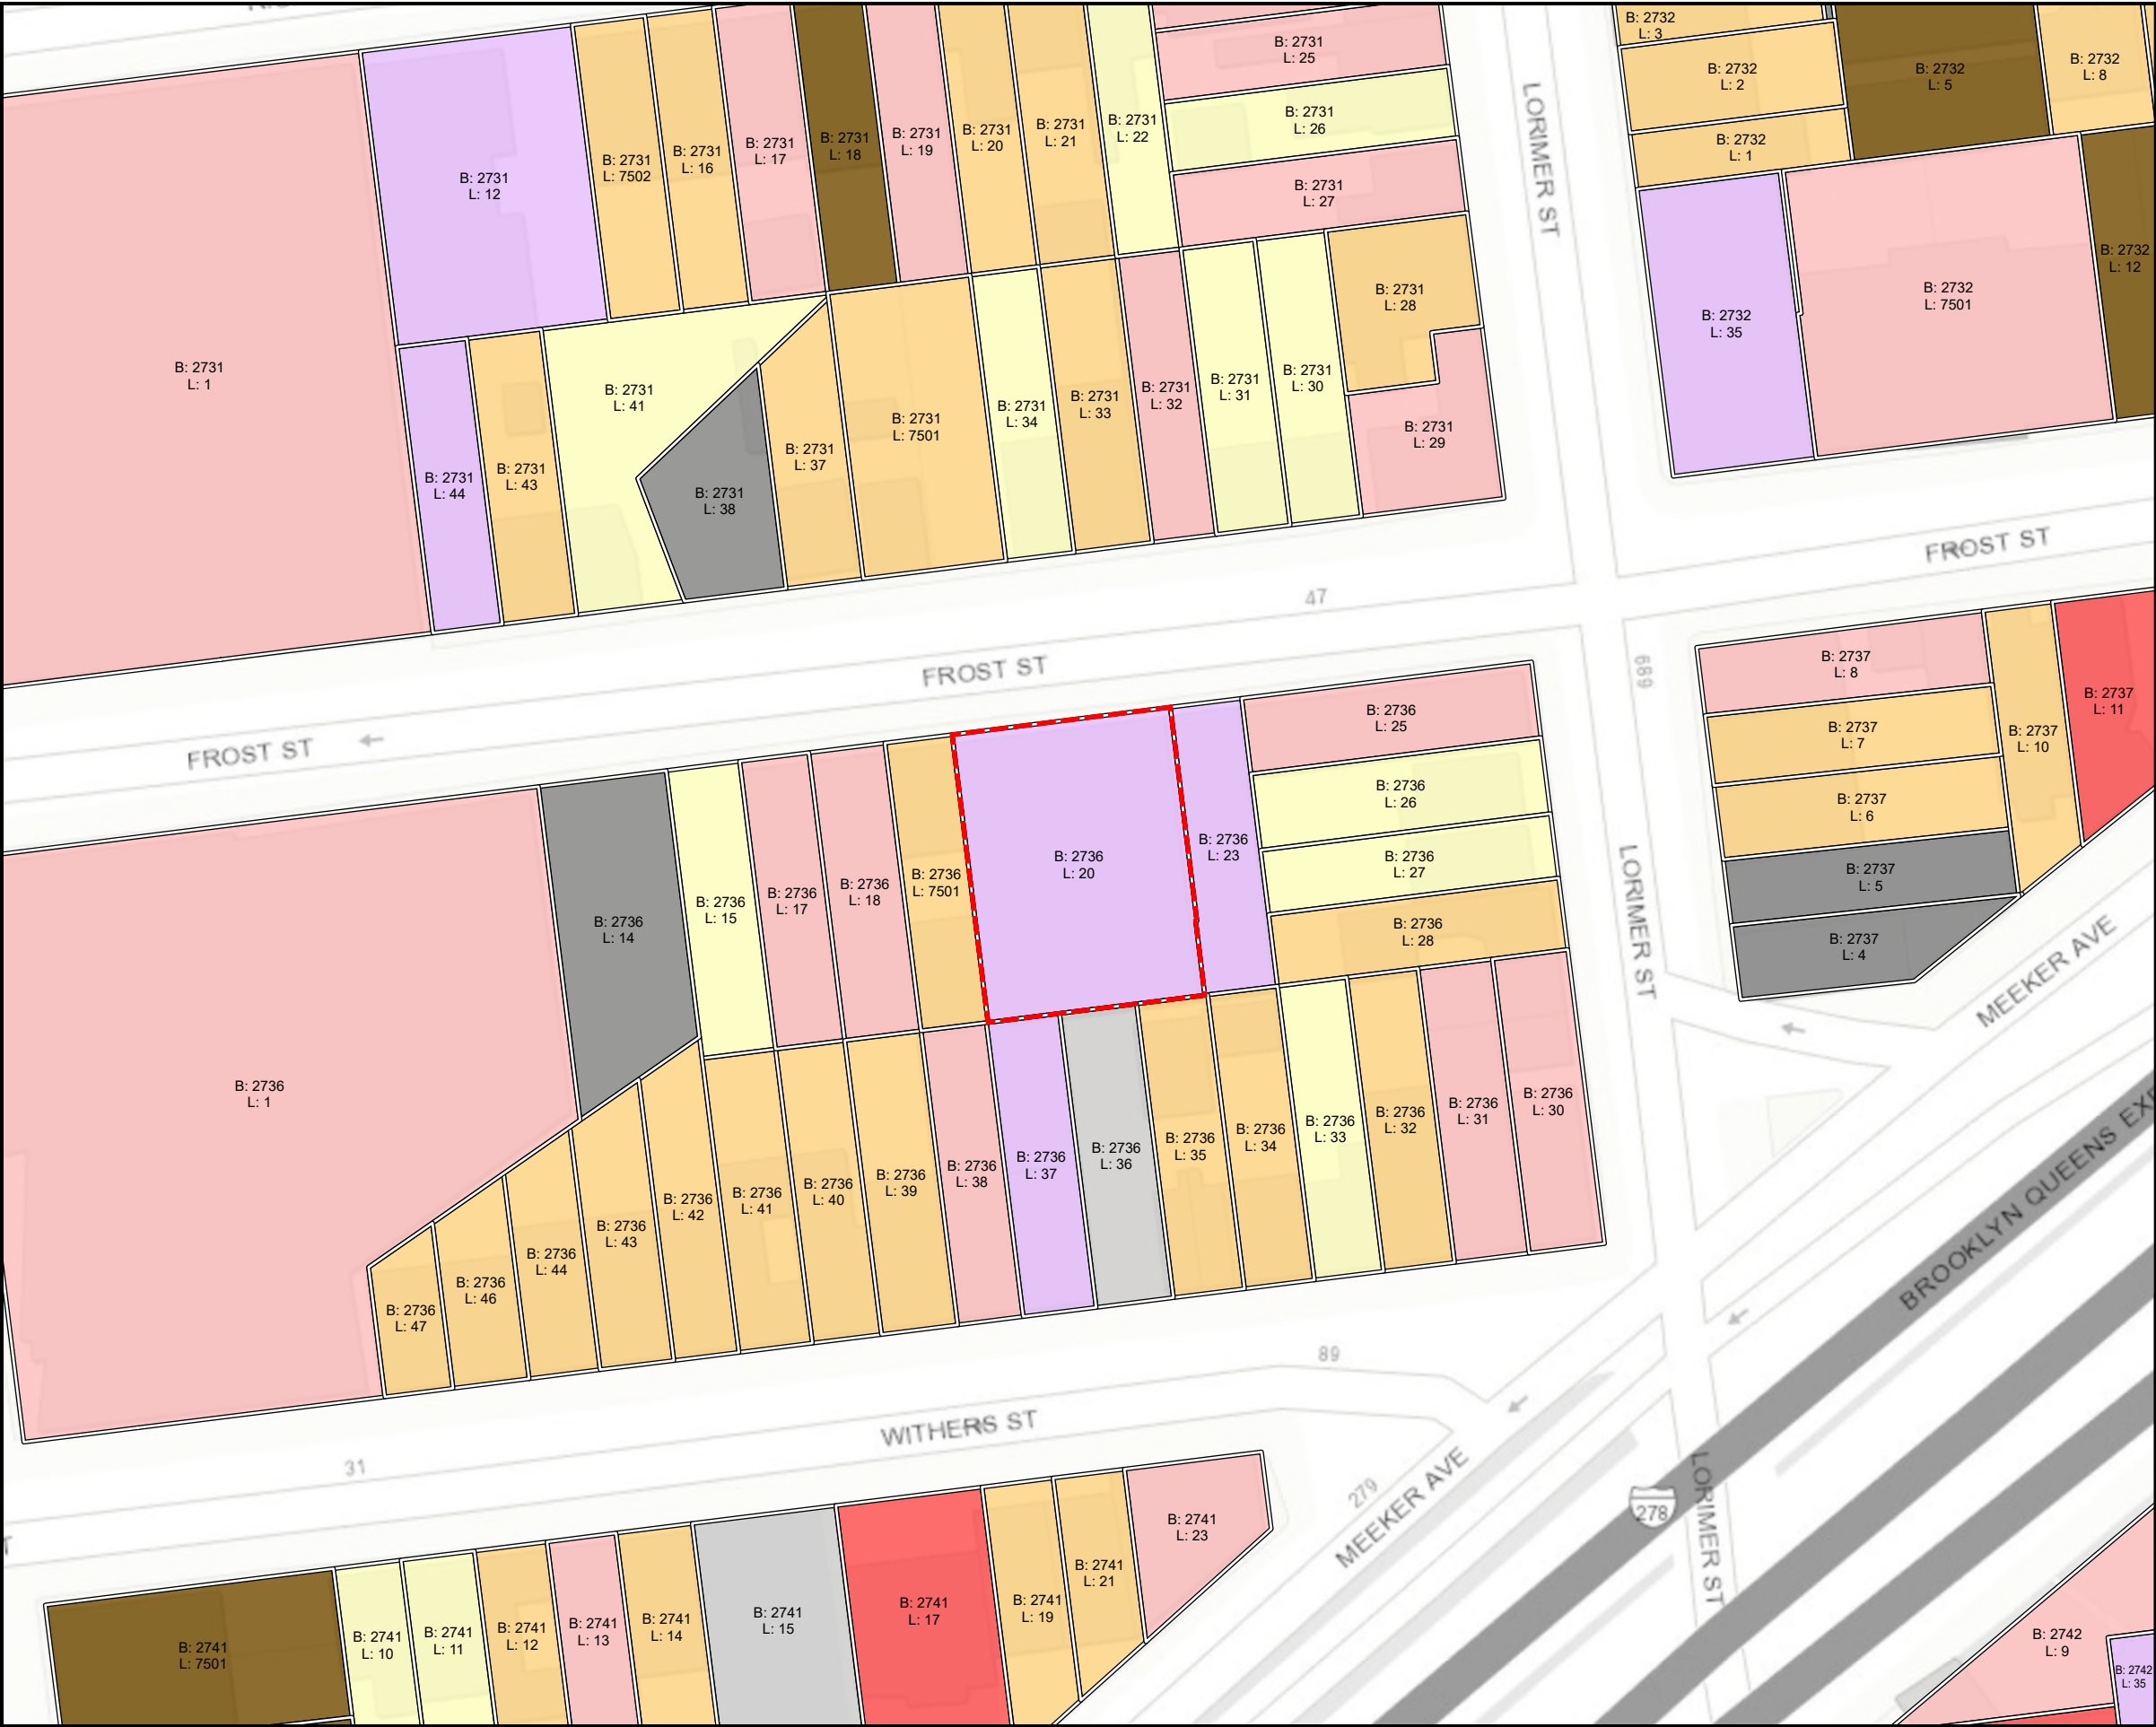 B: 2732
L: 3
B: 2731
L: 25
B: 2732
L: 2
B: 2732
L: 5
B: 2732
L: 8
B: 2731
L: 12
B: 2731
L: 7502
B: 2731
L: 16
B: 2731
L: 17
B: 2731
L: 18
B: 2731
L: 19
B: 2731
L: 20
B: 2731
L: 21
B: 2731
L: 22
B: 2731
L: 26
B: 2731
L: 27
LORIMER ST
B: 2732
L: 1
B: 2732
L: 12
B: 2732
L: 35
B: 2732
L: 7501
B: 2731
L: 1
B: 2731
L: 41
B: 2731
L: 28
B: 2731
L: 44
B: 2731
L: 43
B: 2731
L: 38
B: 2731
L: 37
B: 2731
L: 7501
B: 2731
L: 34
B: 2731
L: 33
B: 2731
L: 32
B: 2731
L: 31
B: 2731
L: 30
B: 2731
L: 29
FROST ST
47
FROST ST
FROST ST
689
B: 2737
L: 8
B: 2737
L: 7
B: 2737
L: 6
B: 2737
L: 5
B: 2737
L: 4
B: 2737
L: 10
B: 2737
L: 11
B: 2736
L: 14
B: 2736
L: 15
B: 2736
L: 17
B: 2736
L: 18
B: 2736
L: 7501
B: 2736
L: 20
B: 2736
L: 23
B: 2736
L: 25
B: 2736
L: 26
B: 2736
L: 27
B: 2736
L: 28
LORIMER ST
MEEKER AVE
B: 2736
L: 1
B: 2736
L: 47
B: 2736
L: 46
B: 2736
L: 44
B: 2736
L: 43
B: 2736
L: 42
B: 2736
L: 41
B: 2736
L: 40
B: 2736
L: 39
B: 2736
L: 38
B: 2736
L: 37
B: 2736
L: 36
B: 2736
L: 35
B: 2736
L: 34
B: 2736
L: 33
B: 2736
L: 32
B: 2736
L: 31
B: 2736
L: 30
BROOKLYN QUEENS
89
WITHERS ST
31
279
MEEKER AVE
278
LORIMER ST
B: 2741
L: 7501
B: 2741
L: 10
B: 2741
L: 11
B: 2741
L: 12
B: 2741
L: 13
B: 2741
L: 14
B: 2741
L: 15
B: 2741
L: 17
B: 2741
L: 19
B: 2741
L: 21
B: 2741
L: 23
B: 2742
L: 9
B: 2742
L: 35